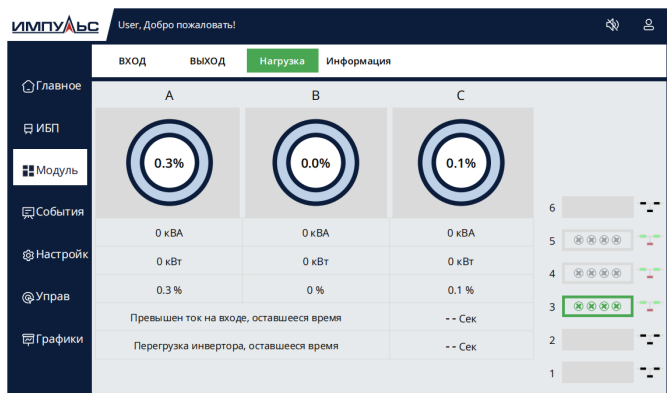 ИМПУЛЬС
User, Добро пожаловать!
ВХОД ВЫХОД Нагрузка Информация
Главное
ИБП
Модуль
События
Настройк
Управ
Графики
A B C
0.3% 0.0% 0.1%
0 кВА 0 кВА 0 кВА
0 кВт 0 кВт 0 кВт
0.3 % 0 % 0.1 %
Превышен ток на входе, оставшееся время - - Сек
Перегрузка инвертора, оставшееся время - - Сек
6
5
4
3
2
1